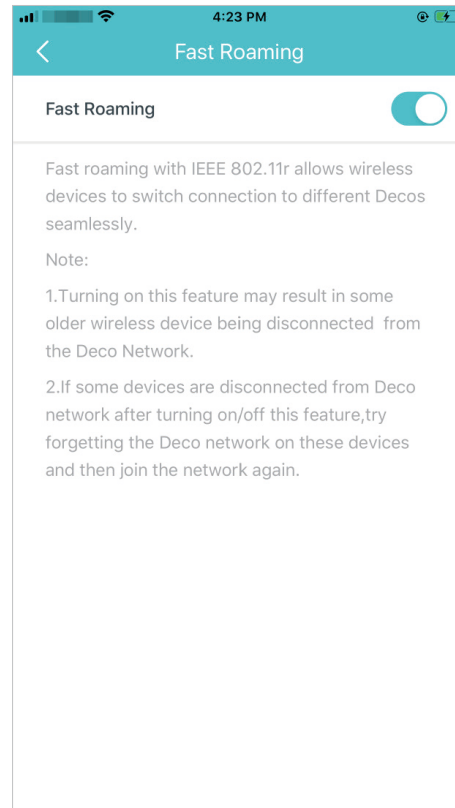 4:23 PM
Fast Roaming
Fast Roaming
Fast roaming with IEEE 802.11r allows wireless
devices to switch connection to different Decos
seamlessly.
Note:
1.Turning on this feature may result in some
older wireless device being disconnected  from
the Deco Network.
2.If some devices are disconnected from Deco
network after turning on/off this feature,try
forgetting the Deco network on these devices
and then join the network again.